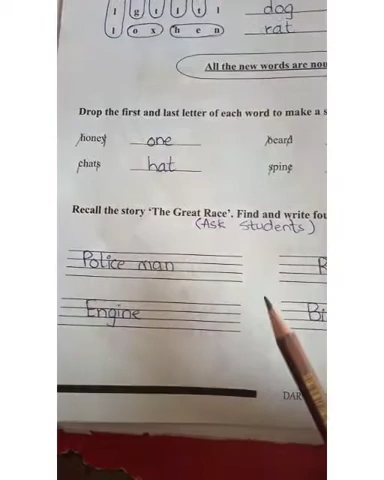 l g t l t l
dog
l o x h e n
rat
All the new words are nou
Drop the first and last letter of each word to make a s
honey one beard
chats hat spine
Recall the story 'The Great Race'. Find and write fou
(Ask students)
Police man R
Engine Bi
DAR